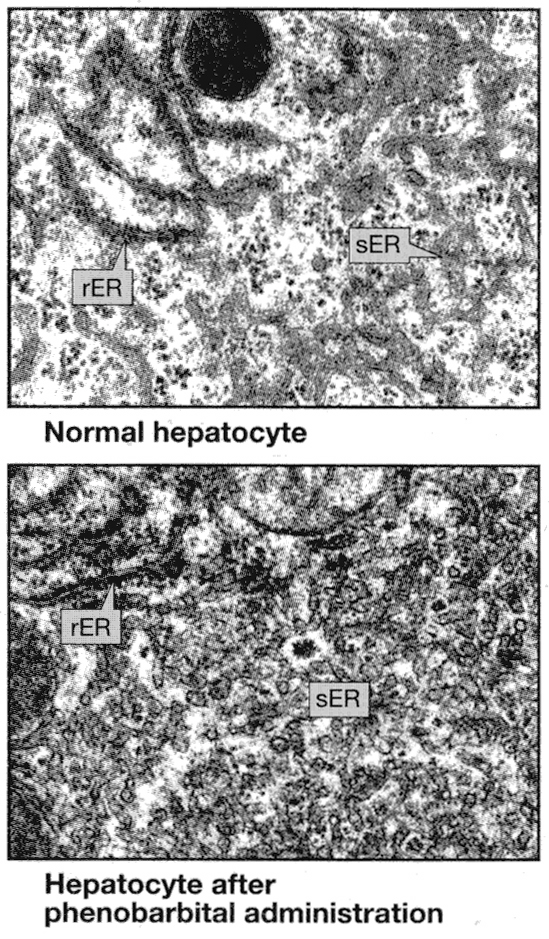 sER
rER
Normal hepatocyte
rER
sER
Hepatocyte after
phenobarbital administration